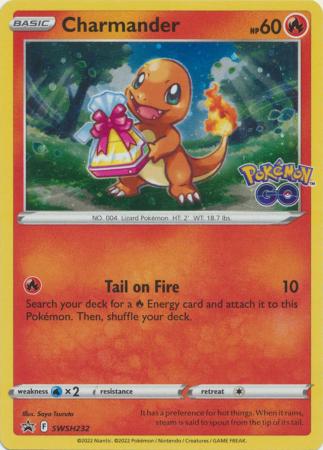 BASIC
Charmander
HP60
Pokémon GO
NO. 004 Lizard Pokémon HT: 2' WT: 18.7 lbs.
Tail on Fire 10
Search your deck for a Energy card and attach it to this
Pokémon. Then, shuffle your deck.
weakness ×2 resistance retreat
Illus. Saya Tsuruta
F SWSH232
It has a preference for hot things. When it rains,
steam is said to spout from the tip of its tail.
©2022 Niantic. ©2022 Pokémon / Nintendo / Creatures / GAME FREAK.